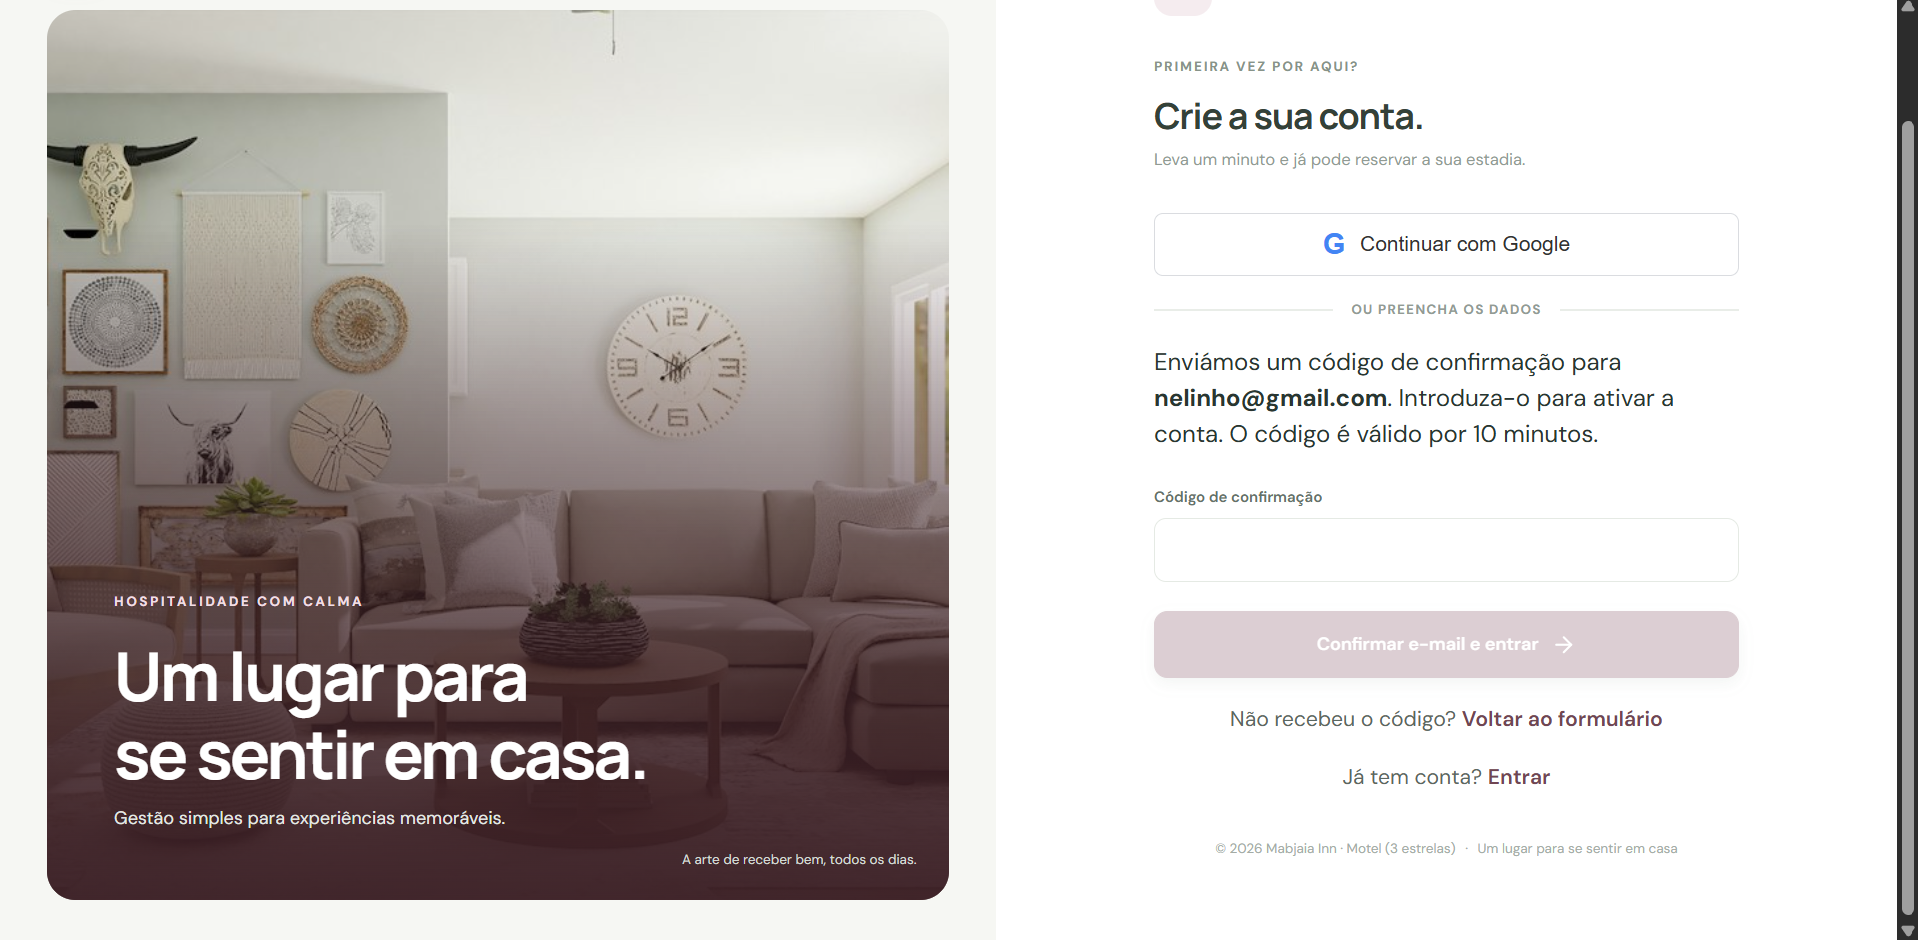 HOSPITALIDADE COM CALMA
Um lugar para
se sentir em casa.
Gestão simples para experiências memoráveis.
A arte de receber bem, todos os dias.
PRIMEIRA VEZ POR AQUI?
Crie a sua conta.
Leva um minuto e já pode reservar a sua estadia.
G Continuar com Google
OU PREENCHA OS DADOS
Enviámos um código de confirmação para
nelinho@gmail.com. Introduza-o para ativar a
conta. O código é válido por 10 minutos.
Código de confirmação
Confirmar e-mail e entrar →
Não recebeu o código? Voltar ao formulário
Já tem conta? Entrar
© 2026 Mabjaia Inn · Motel (3 estrelas) · Um lugar para se sentir em casa
12
3
6
9